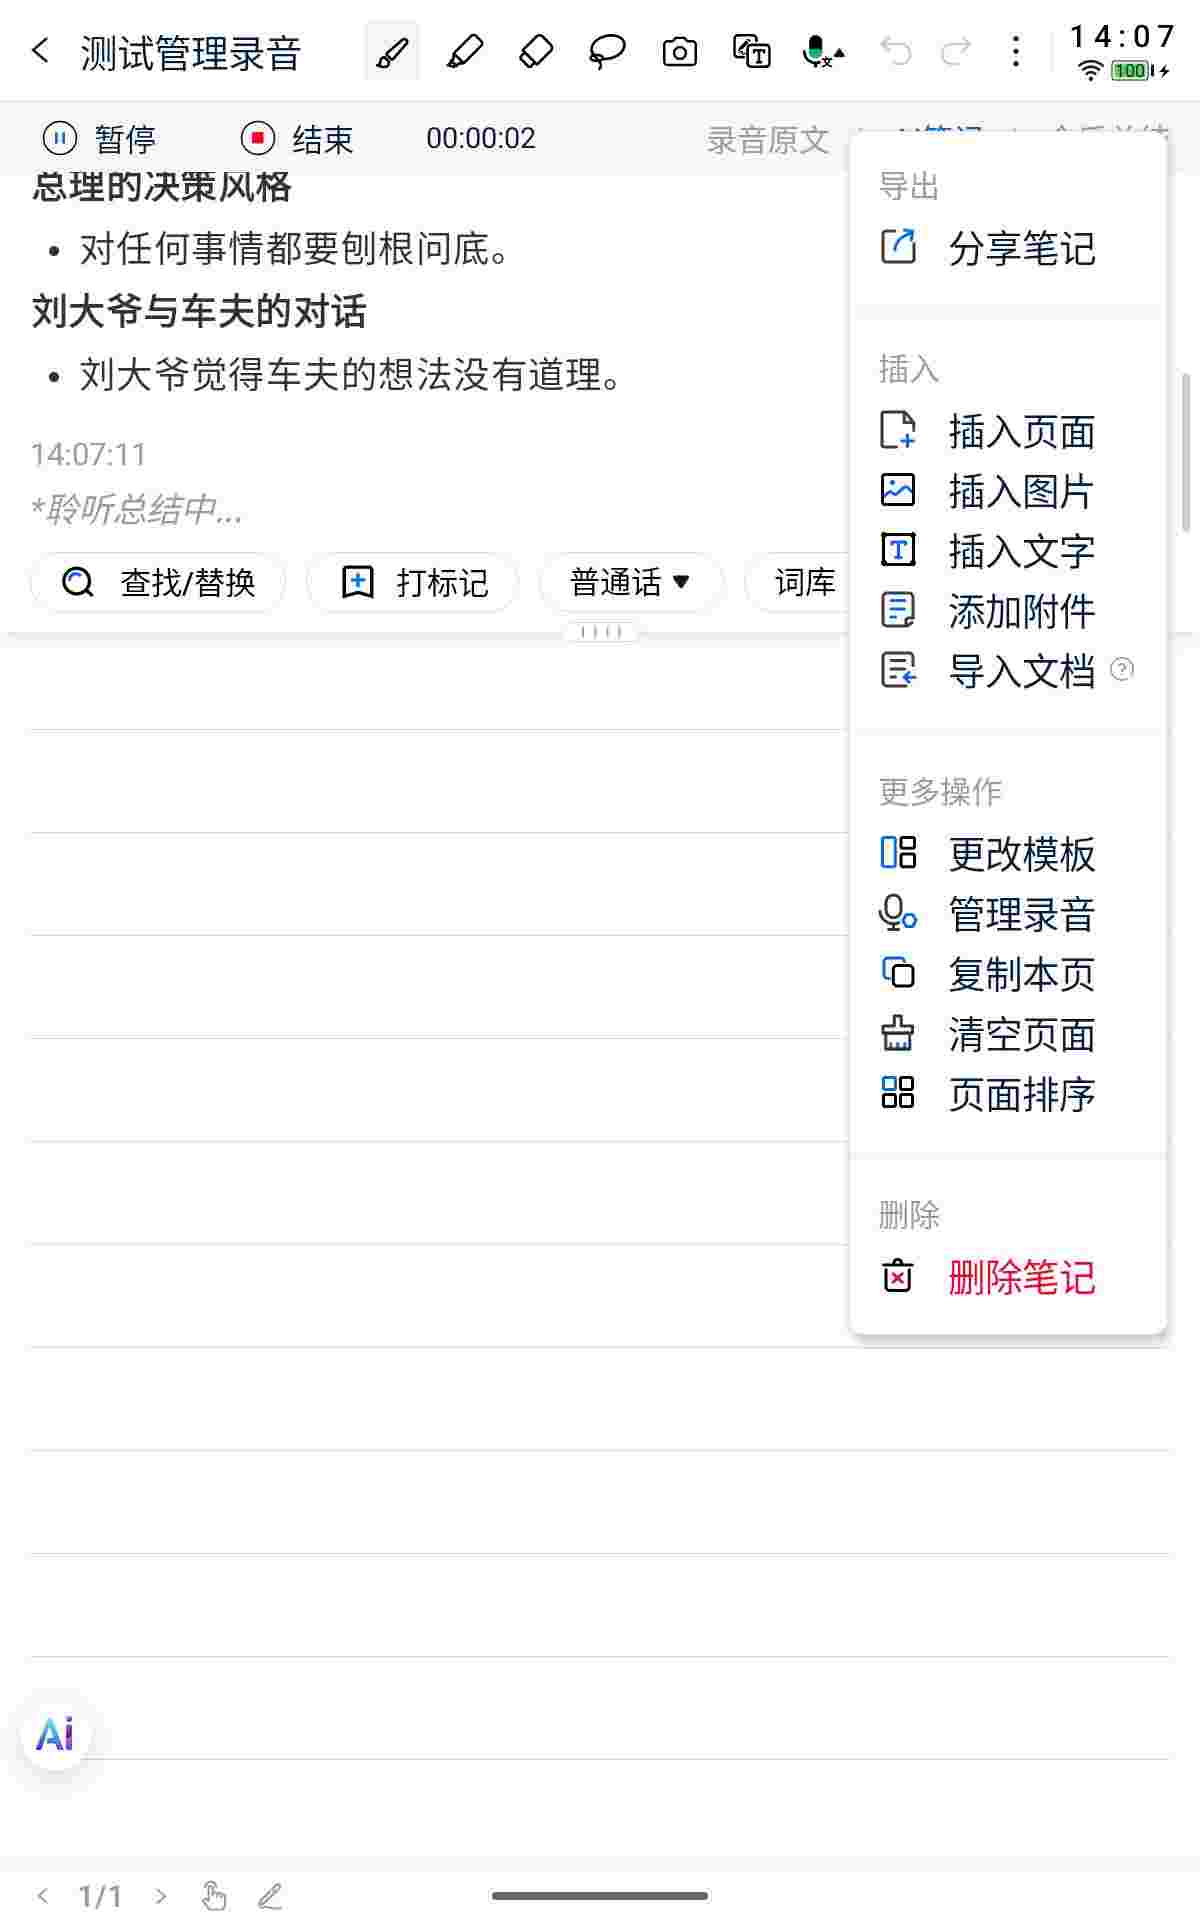 测试管理录音
14:07
100
暂停 结束 00:00:02 录音原文
总理的决策风格
• 对任何事情都要刨根问底。
刘大爷与车夫的对话
• 刘大爷觉得车夫的想法没有道理。
14:07:11
*聆听总结中...
查找/替换 打标记 普通话 词库
导出
分享笔记
插入
插入页面
插入图片
插入文字
添加附件
导入文档
更多操作
更改模板
管理录音
复制本页
清空页面
页面排序
删除
删除笔记
Ai
1/1